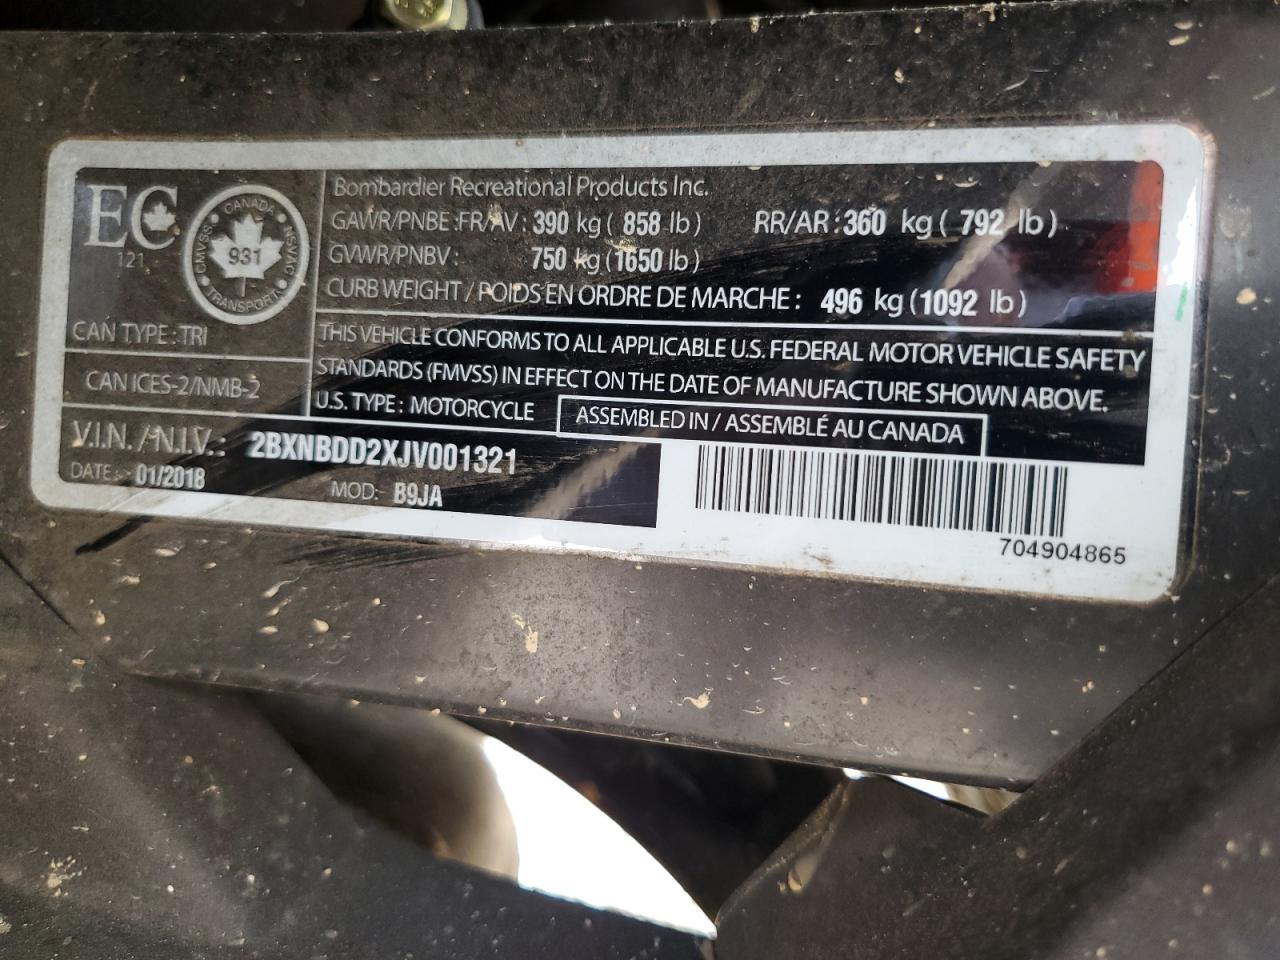 EC
121
CANADA
CMVSS 931 NSVAC
TRANSPORT
Bombardier Recreational Products Inc.
GAWR/PNBE:FR/AV: 390 kg ( 858 lb) RR/AR: 360 kg ( 792 lb)
GVWR/PNBV: 750 kg (1650 lb)
CURB WEIGHT / POIDS EN ORDRE DE MARCHE: 496 kg (1092 lb)
CAN TYPE: TRI
CAN ICES-2/NMB-2
THIS VEHICLE CONFORMS TO ALL APPLICABLE U.S. FEDERAL MOTOR VEHICLE SAFETY
STANDARDS (FMVSS) IN EFFECT ON THE DATE OF MANUFACTURE SHOWN ABOVE.
U.S. TYPE: MOTORCYCLE ASSEMBLED IN / ASSEMBLÉ AU CANADA
V.I.N. / N.I.V.: 2BXNBDD2XJV001321
DATE: 01/2018 MOD: B9JA
704904865